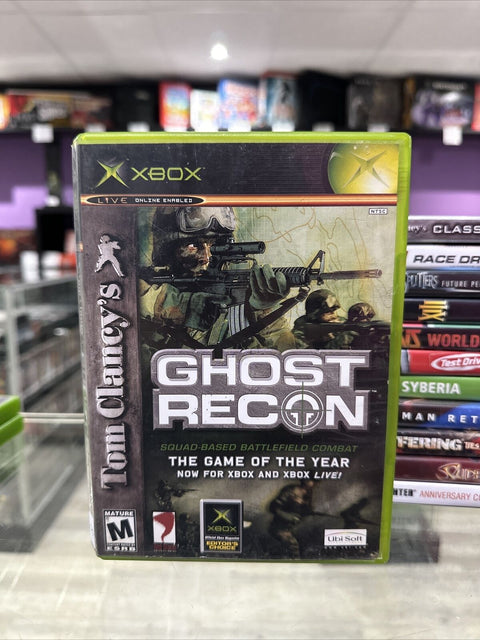 XBOX
LIVE ONLINE ENABLED
NTSC
Tom Clancy's
GHOST
RECON
SQUAD-BASED BATTLEFIELD COMBAT
THE GAME OF THE YEAR
NOW FOR XBOX AND XBOX LIVE!
MATURE
M
ESRB
XBOX
EDITOR'S
CHOICE
Ubi Soft
CLASS
RACE DR
FUTURE PE
WORLD
Test Driv
SYBERIA
MAN RET
FERING
ANNIVERSARY C